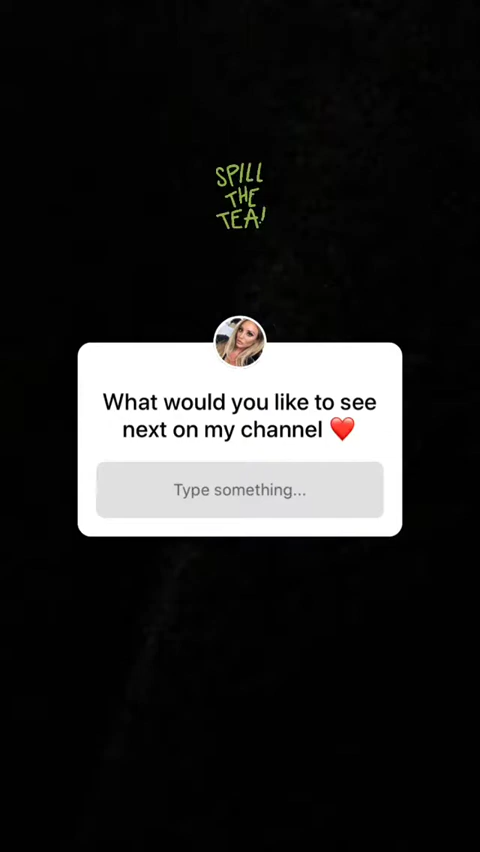 SPILL
THE
TEA!
What would you like to see
next on my channel ❤️
Type something...